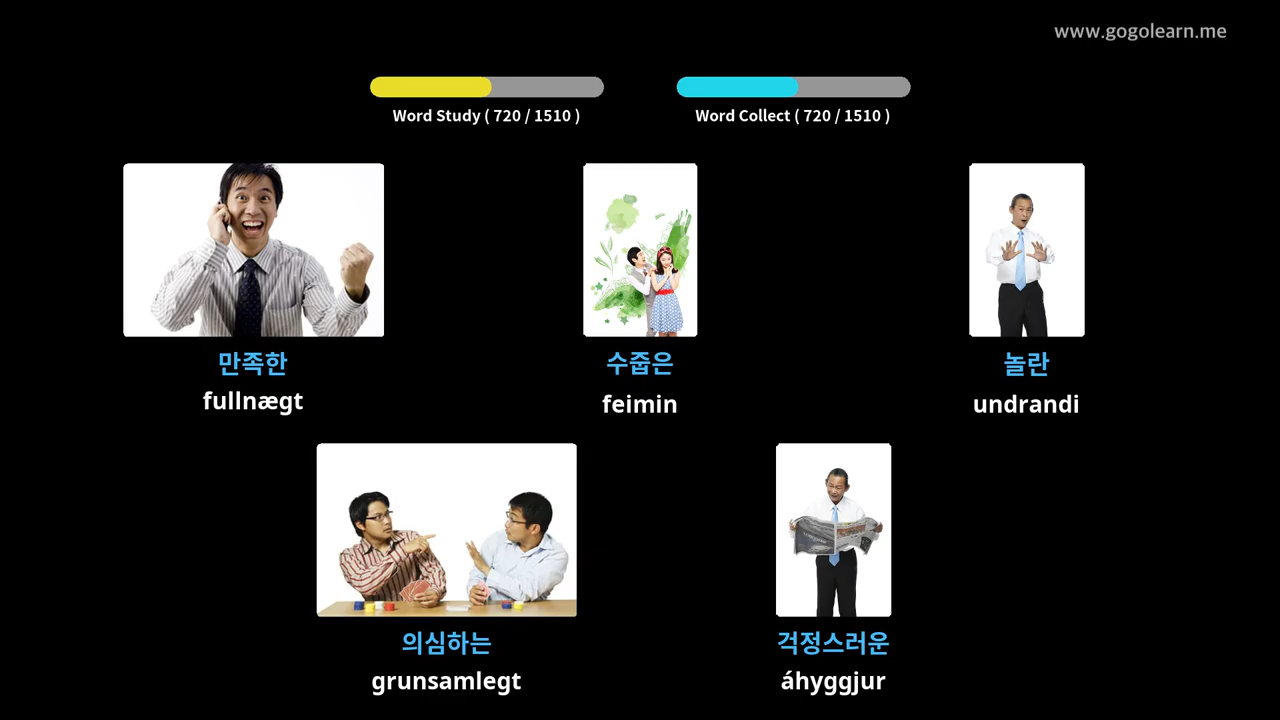 www.gogolearn.me
Word Study ( 720 / 1510 )
Word Collect ( 720 / 1510 )
만족한
fullnægt
수줍은
feimin
놀란
undrandi
의심하는
grunsamlegt
걱정스러운
áhyggjur